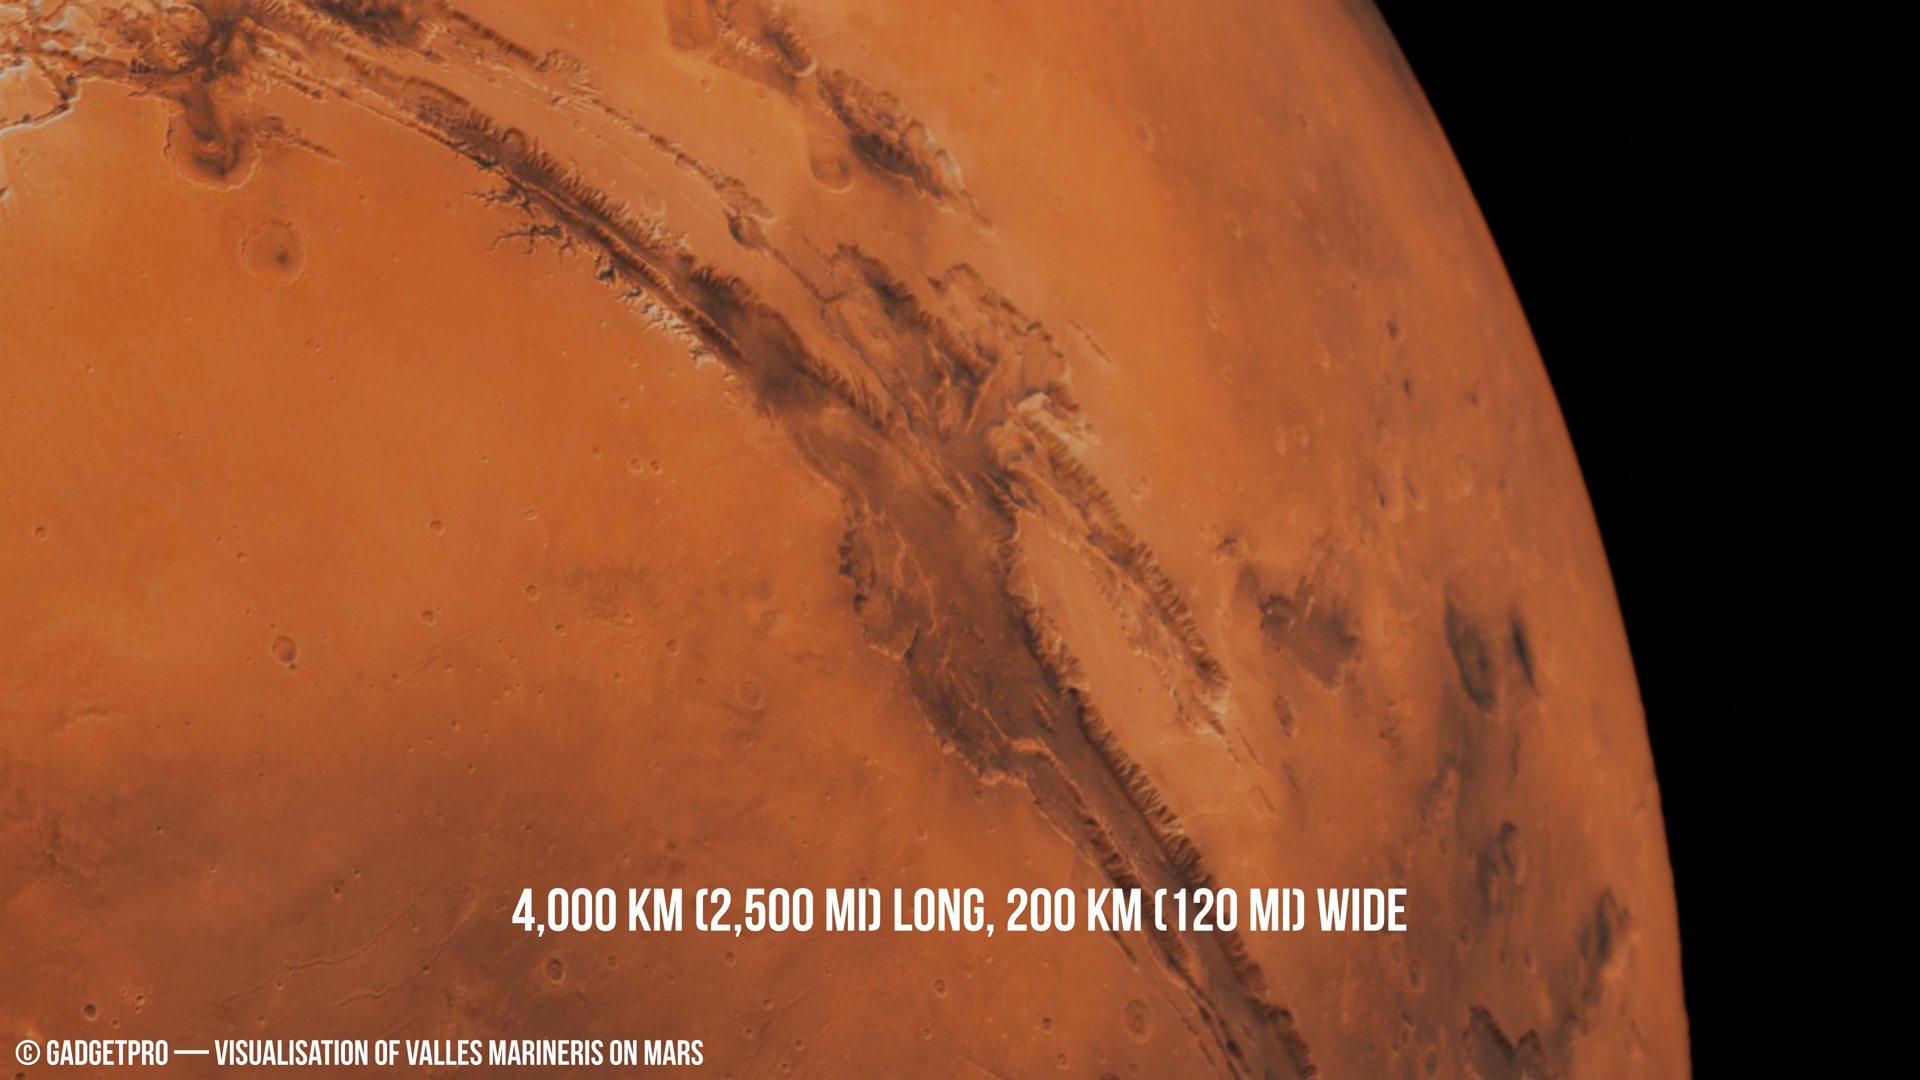 4,000 KM (2,500 MI) LONG, 200 KM (120 MI) WIDE
© GADGETPRO — VISUALISATION OF VALLES MARINERIS ON MARS